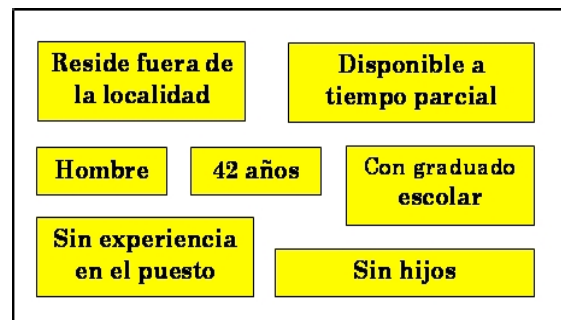 Reside fuera de
la localidad
Disponible a
tiempo parcial
Hombre
42 años
Con graduado
escolar
Sin experiencia
en el puesto
Sin hijos